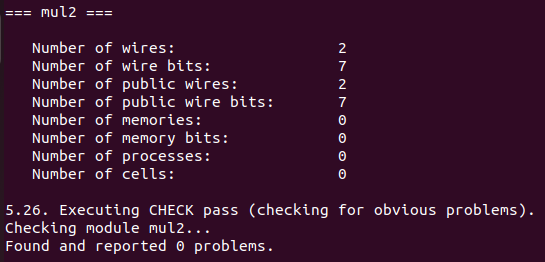 === mul2 ===
Number of wires: 2
Number of wire bits: 7
Number of public wires: 2
Number of public wire bits: 7
Number of memories: 0
Number of memory bits: 0
Number of processes: 0
Number of cells: 0
5.26. Executing CHECK pass (checking for obvious problems).
Checking module mul2...
Found and reported 0 problems.